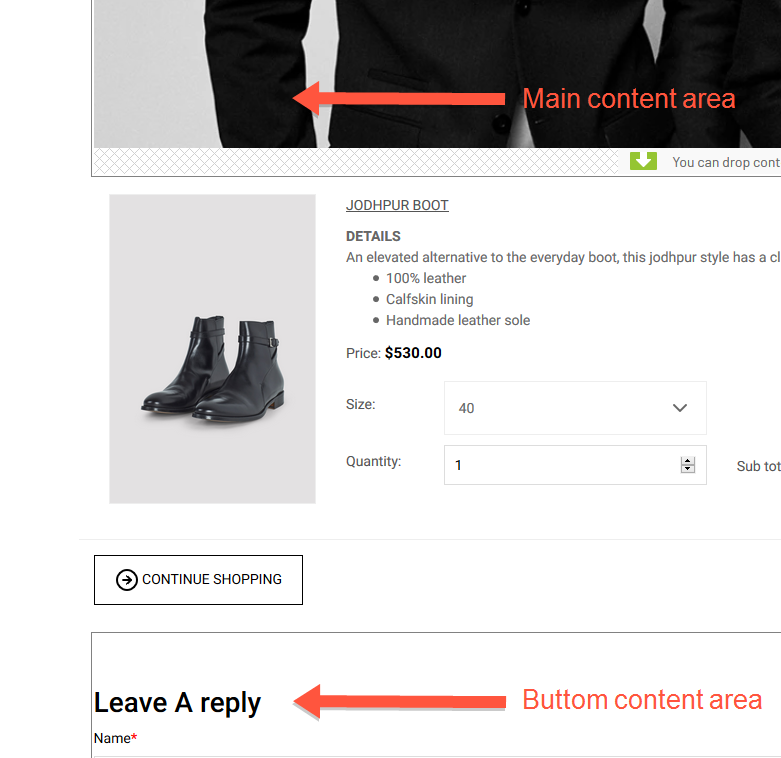 Main content area
You can drop cont
JODHPUR BOOT
DETAILS
An elevated alternative to the everyday boot, this jodhpur style has a cl
100% leather
Calfskin lining
Handmade leather sole
Price: $530.00
Size: 40
Quantity: 1 Sub tot
CONTINUE SHOPPING
Leave A reply Buttom content area
Name*